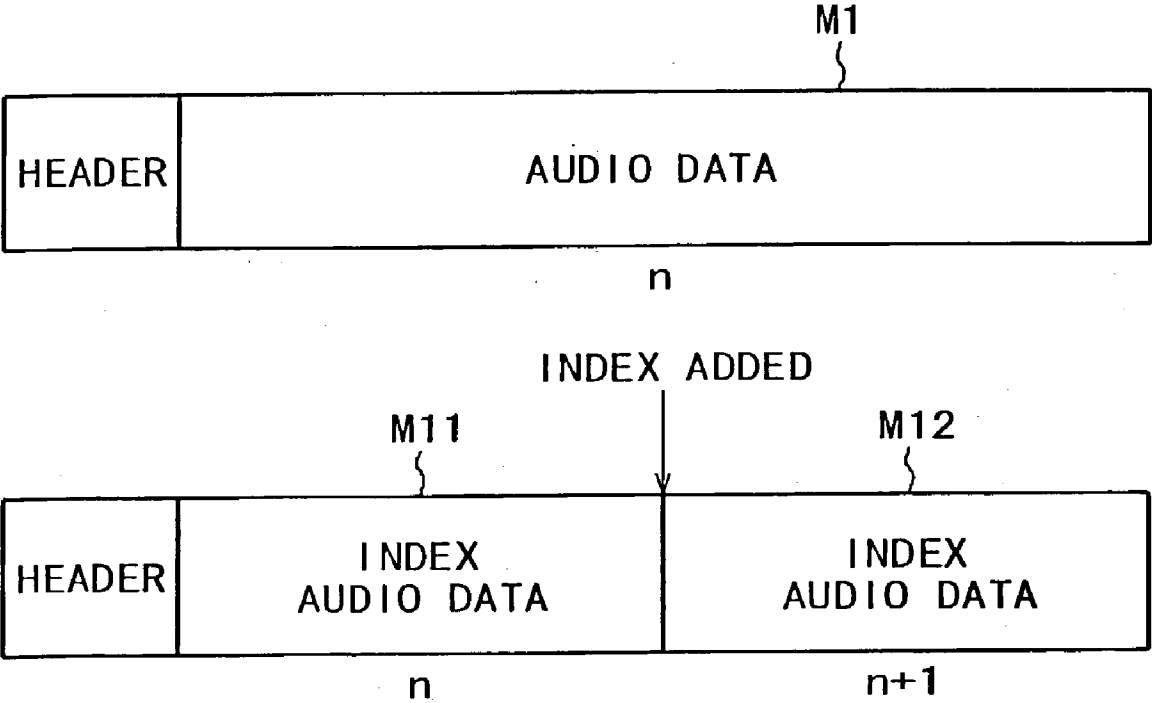 M1
HEADER
AUDIO DATA
n
INDEX ADDED
M11
M12
HEADER
INDEX
AUDIO DATA
INDEX
AUDIO DATA
n
n+1